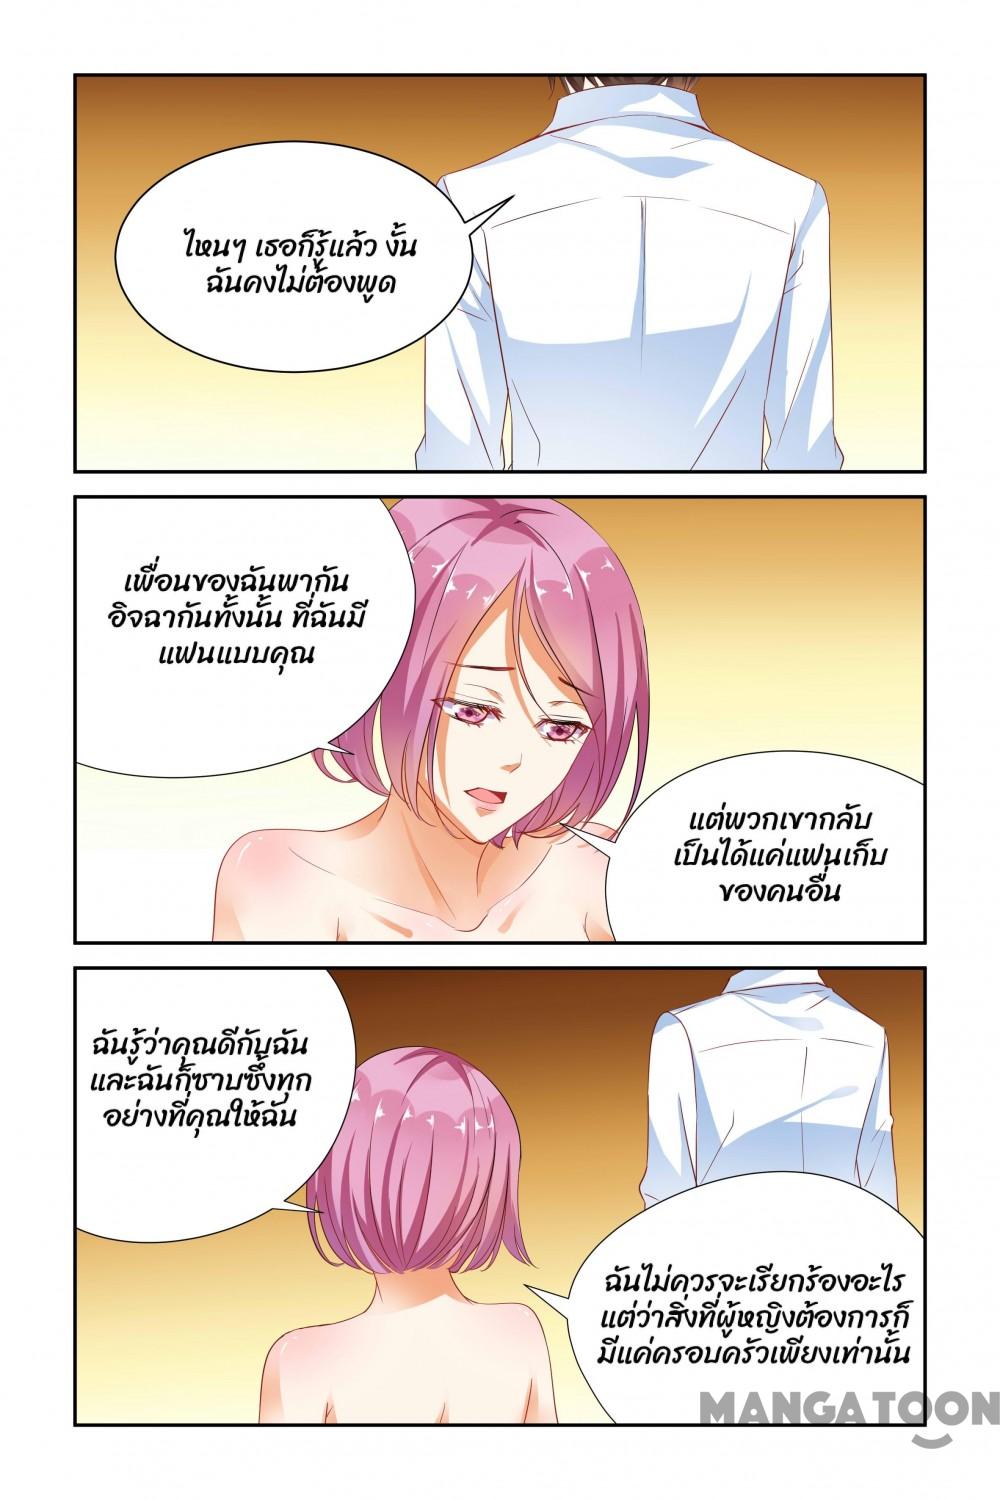 ไหนๆ เธอก็รู้แล้ว งั้น
ฉันคงไม่ต้องพูด
เพื่อนของฉันพากัน
อิจฉากันทั้งนั้น ที่ฉันมี
แฟนแบบคุณ
แต่พวกเขากลับ
เป็นได้แค่แฟนเก็บ
ของคนอื่น
ฉันรู้ว่าคุณดีกับฉัน
และฉันก็ซาบซึ้งทุก
อย่างที่คุณให้ฉัน
ฉันไม่ควรจะเรียกร้องอะไร
แต่ว่าสิ่งที่ผู้หญิงต้องการก็
มีแค่ครอบครัวเพียงเท่านั้น
MANGATOON